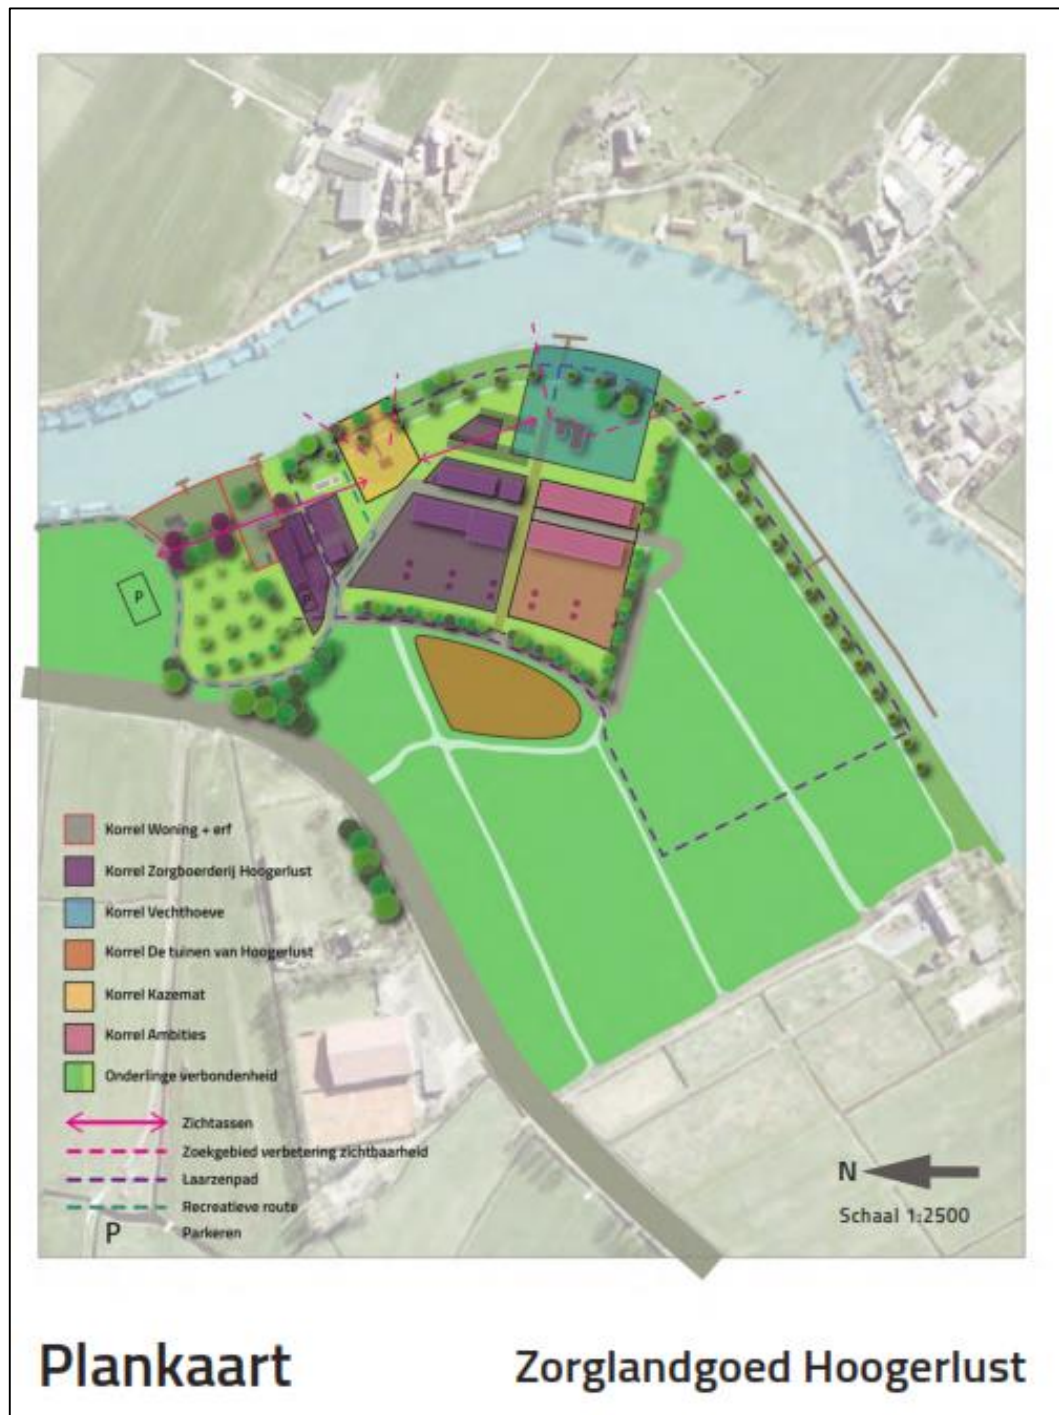 P
P
Korrel Woning + erf
Korrel Zorgboerderij Hoogerlust
Korrel Vechthoeve
Korrel De tuinen van Hoogerlust
Korrel Kazemat
Korrel Ambities
Onderlinge verbondenheid
Zichtassen
Zoekgebied verbetering zichtbaarheid
Laarzenpad
Recreatieve route
P Parkeren
N
Schaal 1:2500
Plankaart
Zorglandgoed Hoogerlust